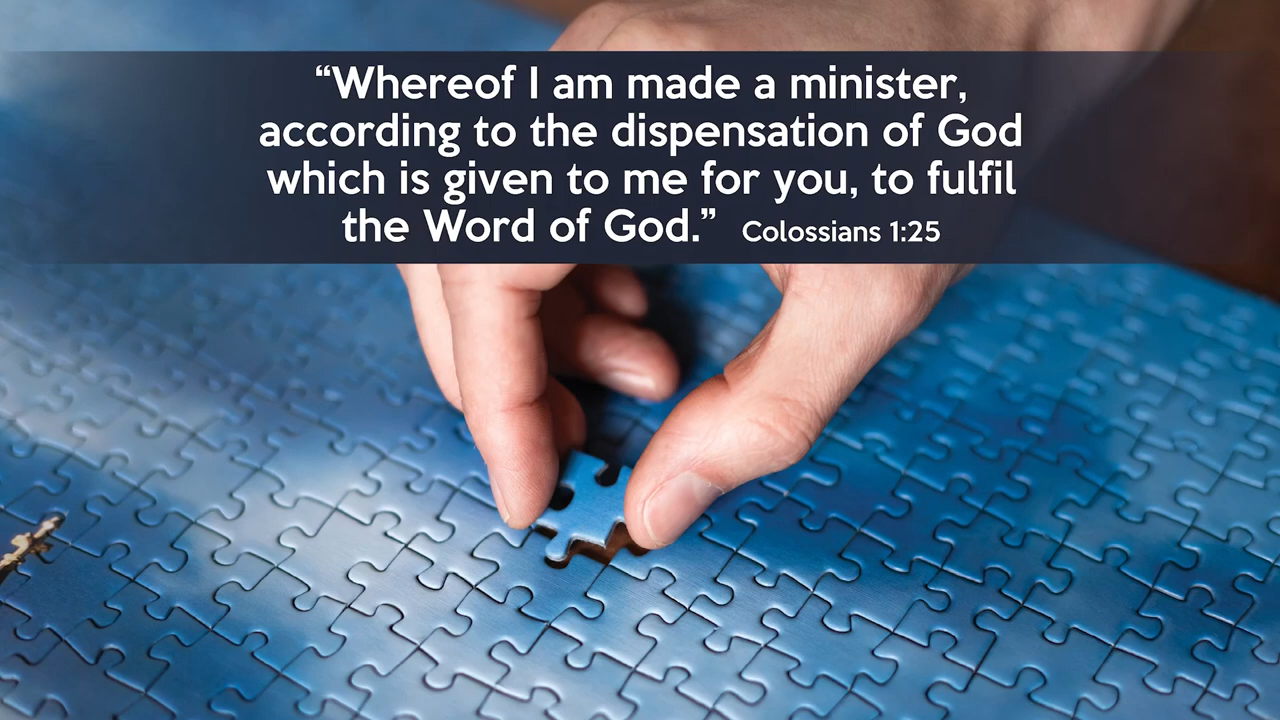 “Whereof I am made a minister,
according to the dispensation of God
which is given to me for you, to fulfil
the Word of God.” Colossians 1:25